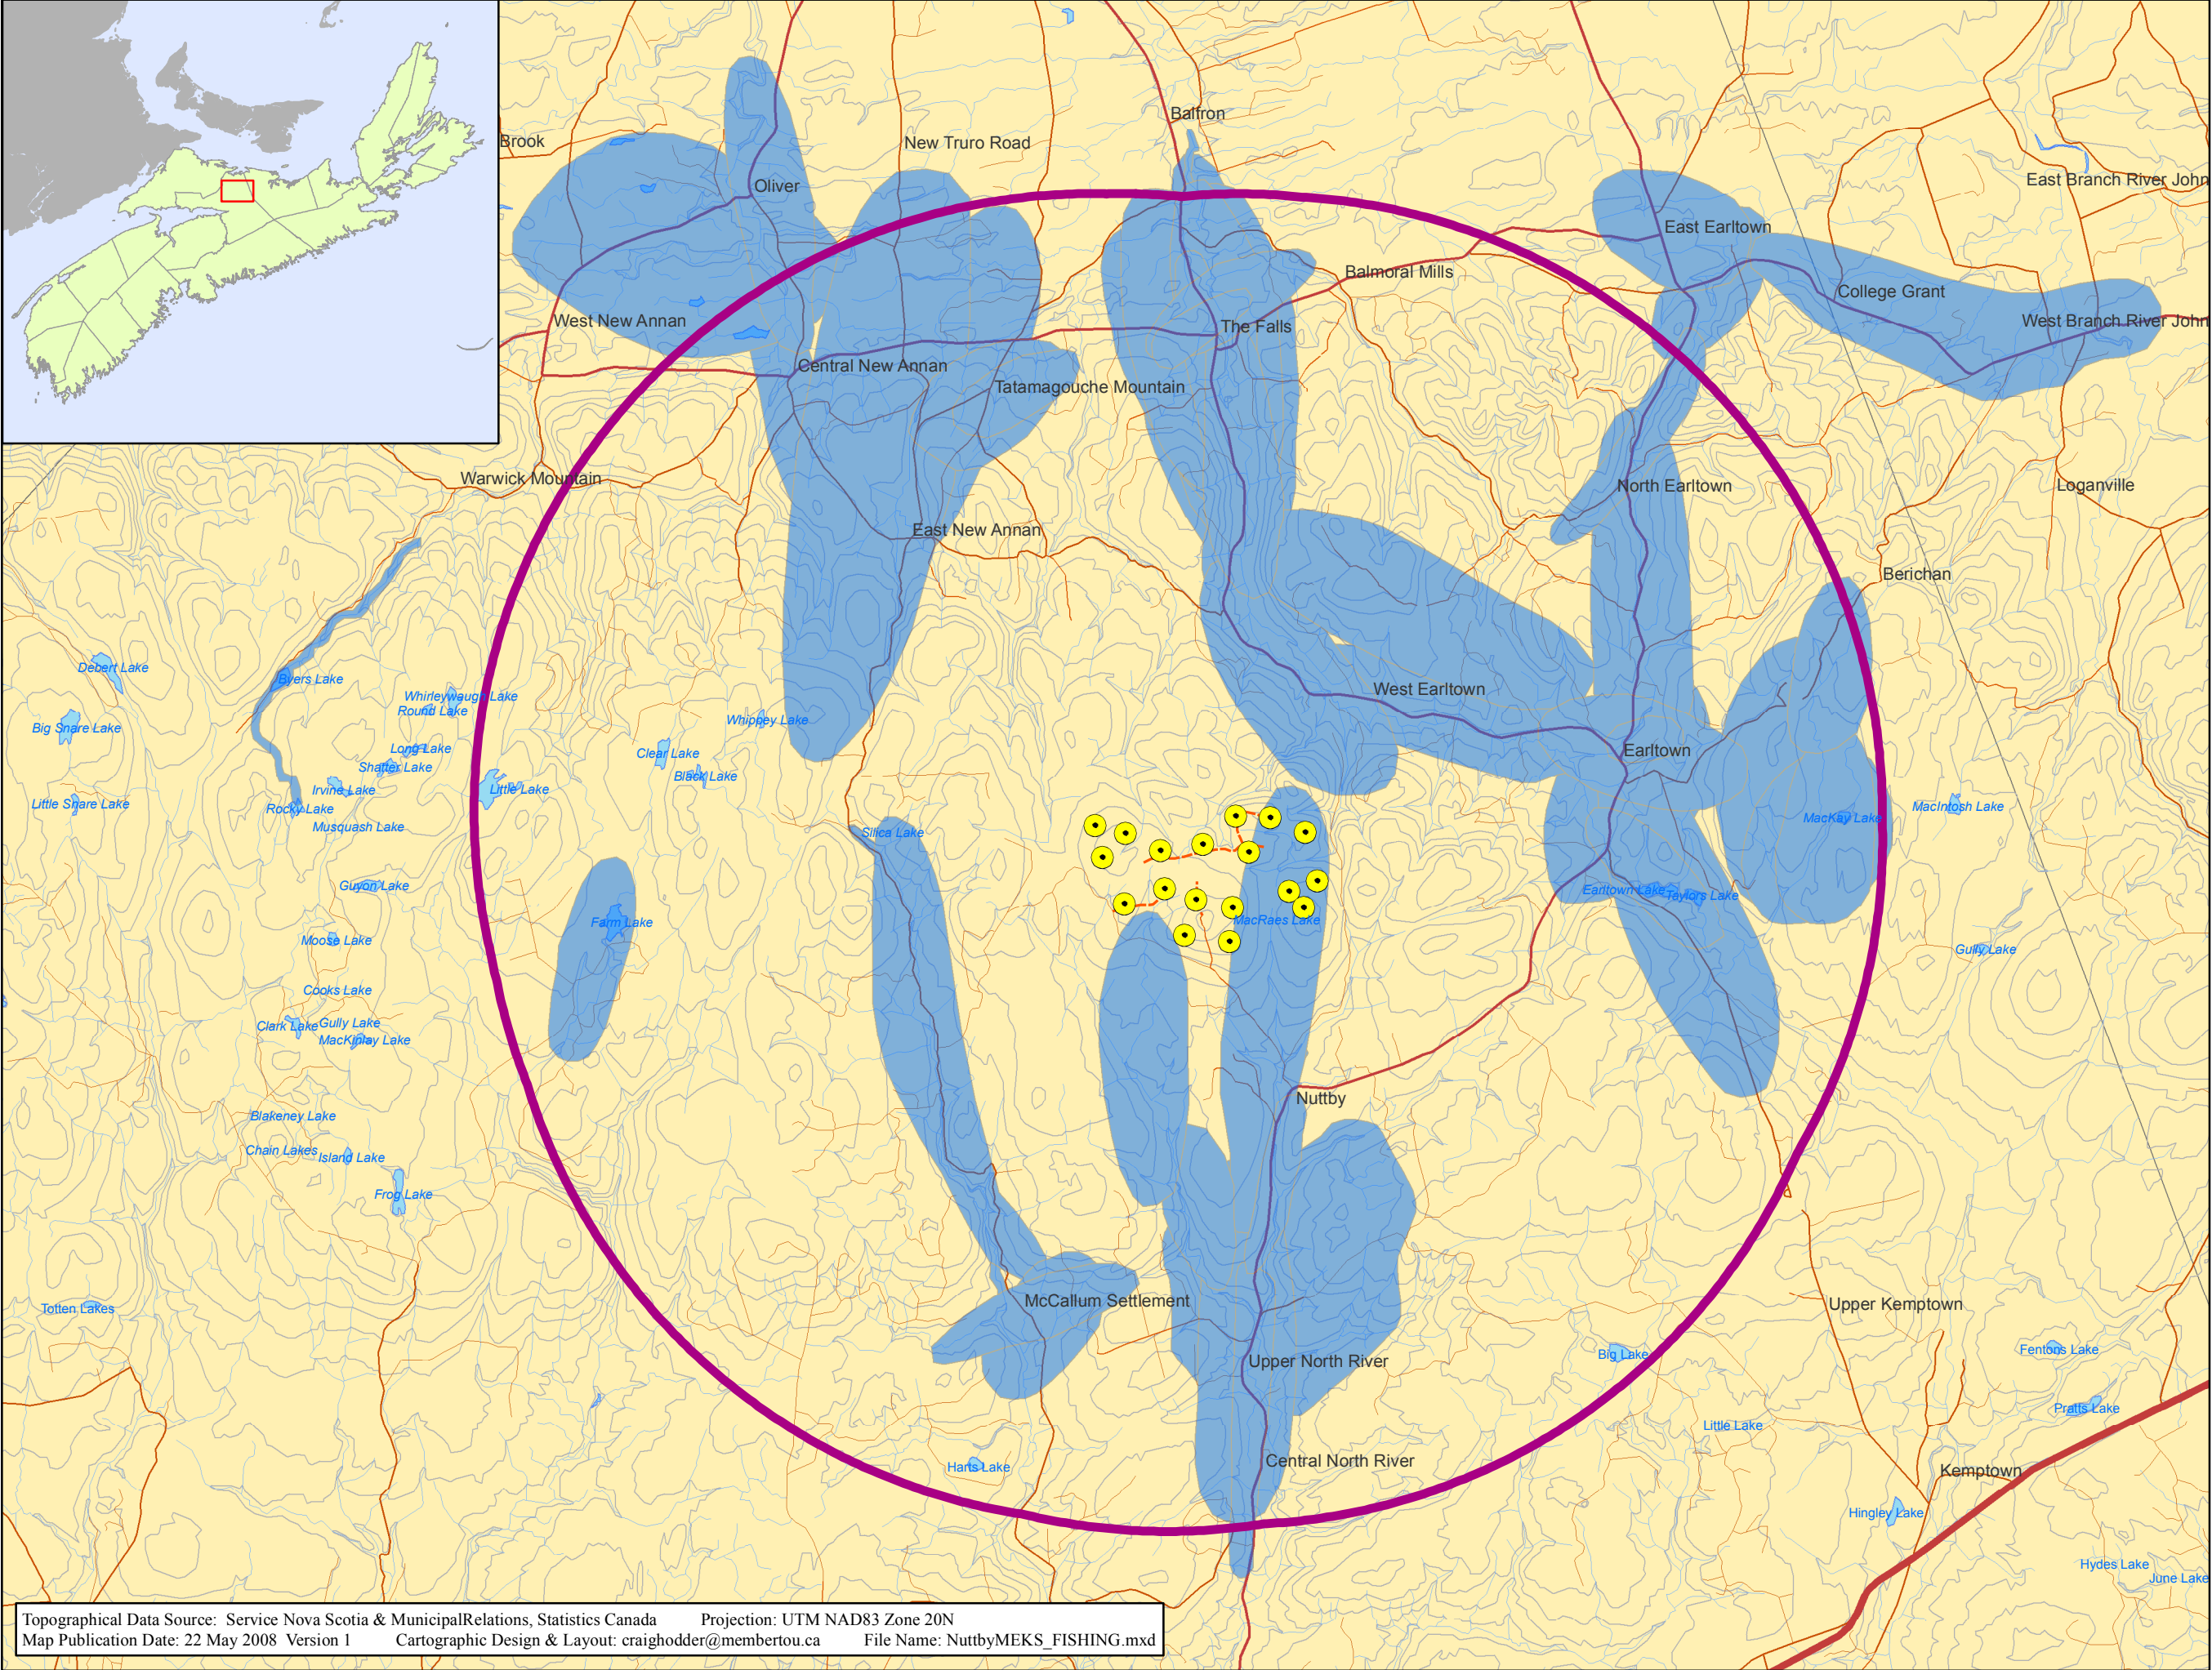 Balfron
Brook
New Truro Road
East Branch River John
Oliver
East Earltown
Balmoral Mills
College Grant
West New Annan
The Falls
West Branch River John
Central New Annan
Tatamagouche Mountain
Warwick Mountain
North Earltown
Loganville
East New Annan
Berichan
Debert Lake
Byers Lake
West Earltown
Whirleywaugh Lake
Round Lake
Whippey Lake
Big Snare Lake
Long Lake
Clear Lake
Earltown
Shatter Lake
Black Lake
Irvine Lake
Little Lake
Little Snare Lake
Rocky Lake
MacIntosh Lake
Musquash Lake
MacKay Lake
Silica Lake
Guyon Lake
Earltown Lake
Taylors Lake
Farm Lake
MacRaes Lake
Moose Lake
Gully Lake
Cooks Lake
Clark Lake
Gully Lake
MacKinlay Lake
Nuttby
Blakeney Lake
Chain Lakes
Island Lake
Frog Lake
McCallum Settlement
Upper Kemptown
Totten Lakes
Fentons Lake
Big Lake
Upper North River
Pratts Lake
Little Lake
Central North River
Harts Lake
Kemptown
Hingley Lake
Hydes Lake
June Lake
Topographical Data Source: Service Nova Scotia & MunicipalRelations, Statistics Canada Projection: UTM NAD83 Zone 20N
Map Publication Date: 22 May 2008 Version 1 Cartographic Design & Layout: craighodder@membertou.ca File Name: NuttbyMEKS_FISHING.mxd